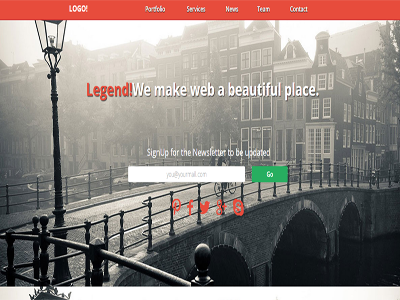 LOGO! Portfolio Services News Team Contact
Legend!We make web a beautiful place.
SignUp for the Newsletter to be updated
you@yourmail.com Go